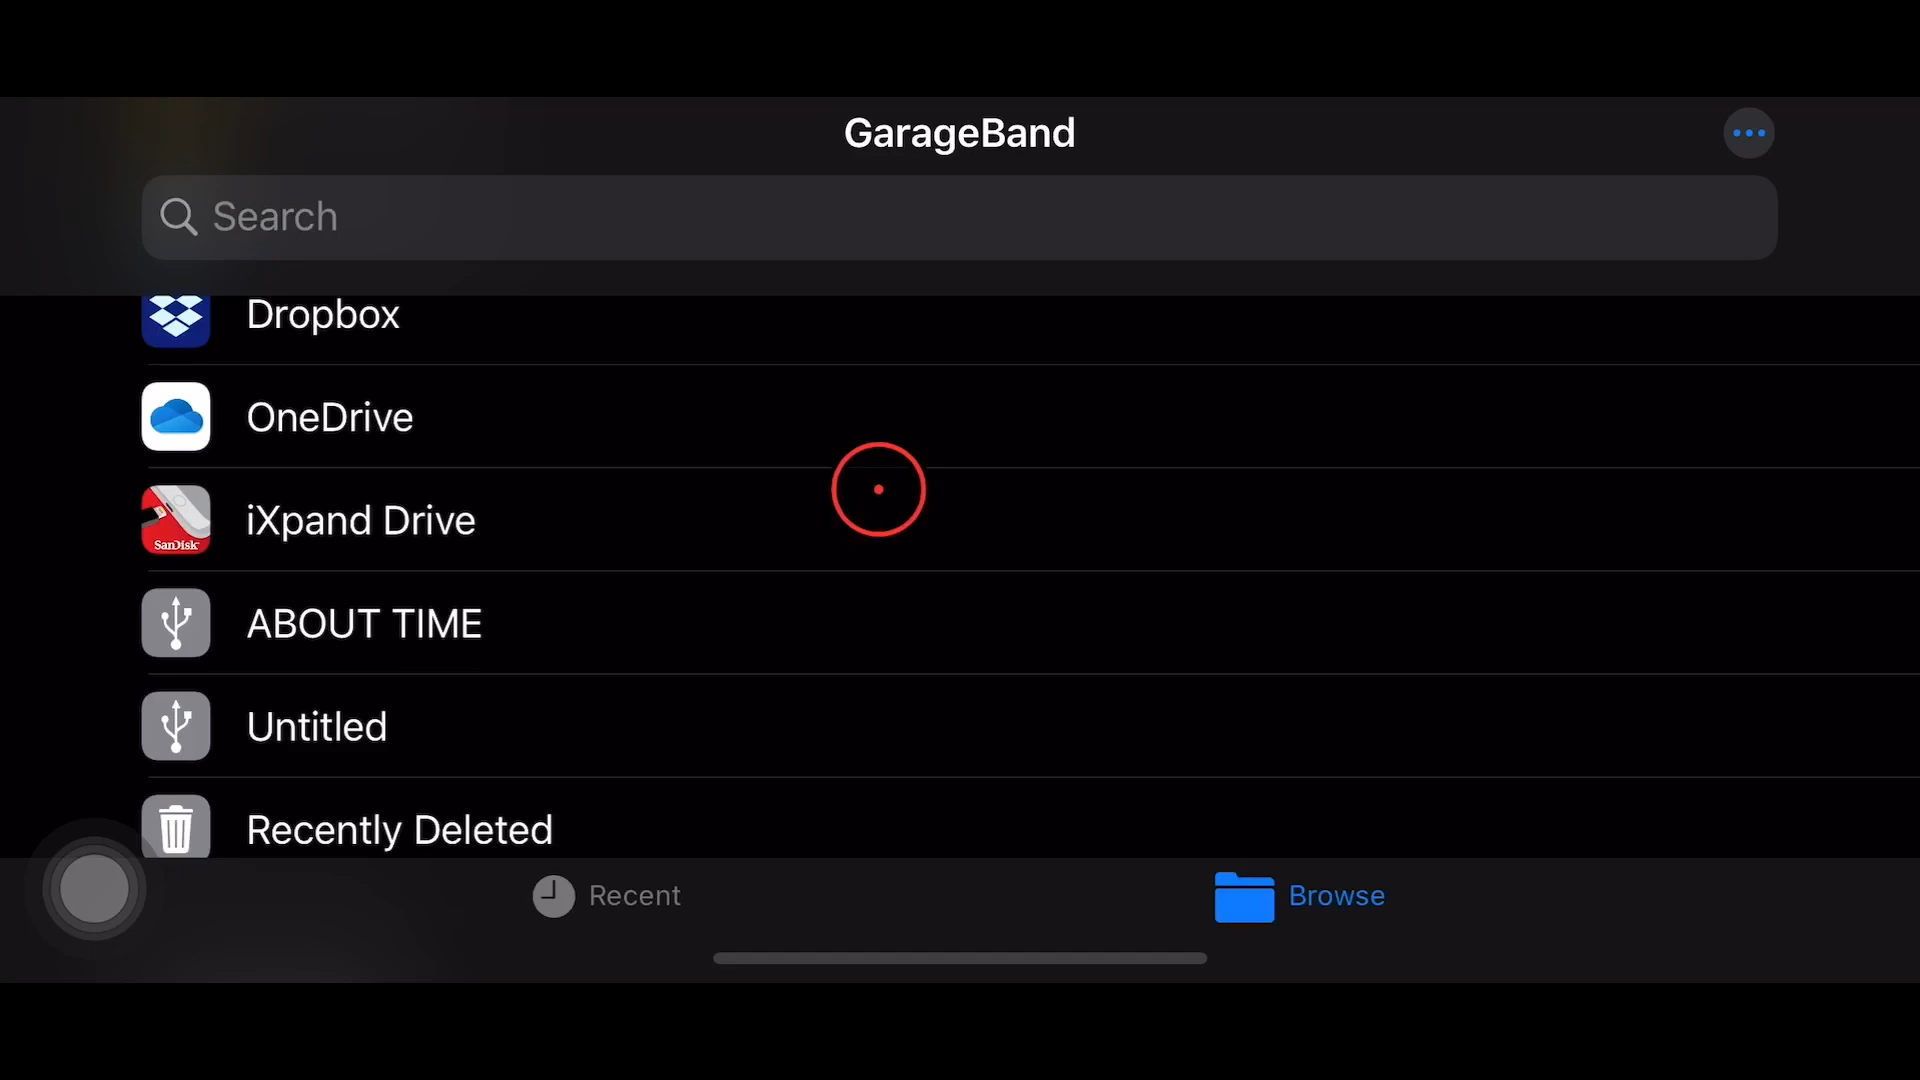 GarageBand
Search
Dropbox
OneDrive
SanDisk
iXpand Drive
ABOUT TIME
Untitled
Recently Deleted
Recent
Browse